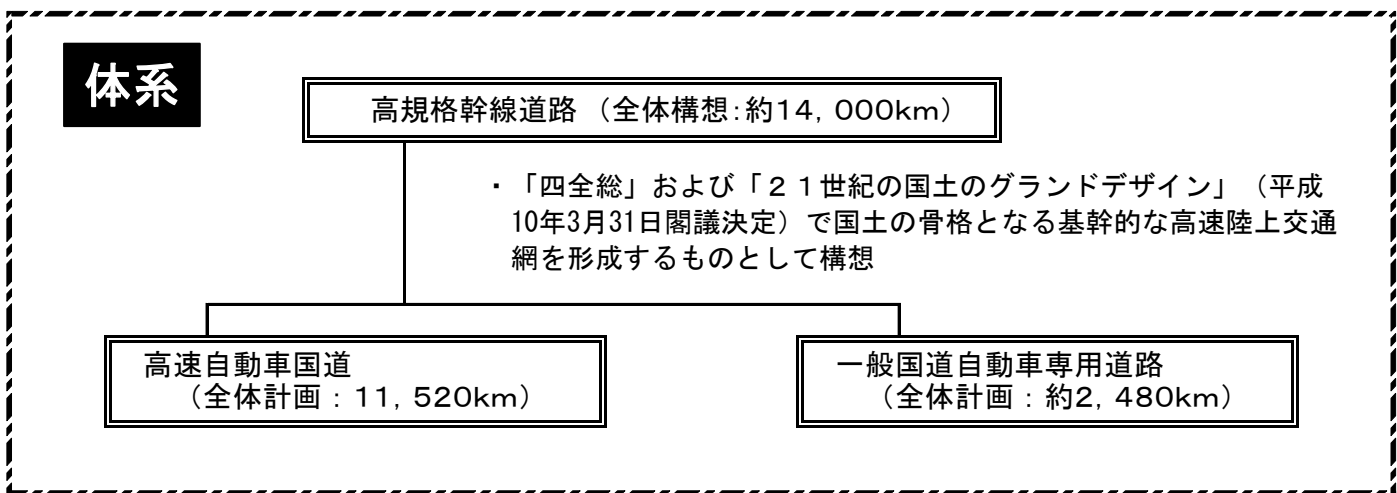 体系
高規格幹線道路 (全体構想:約14,000km)
・「四全総」および「21世紀の国土のグランドデザイン」(平成
10年3月31日閣議決定)で国土の骨格となる基幹的な高速陸上交通
網を形成するものとして構想
高速自動車国道
(全体計画:11,520km)
一般国道自動車専用道路
(全体計画:約2,480km)